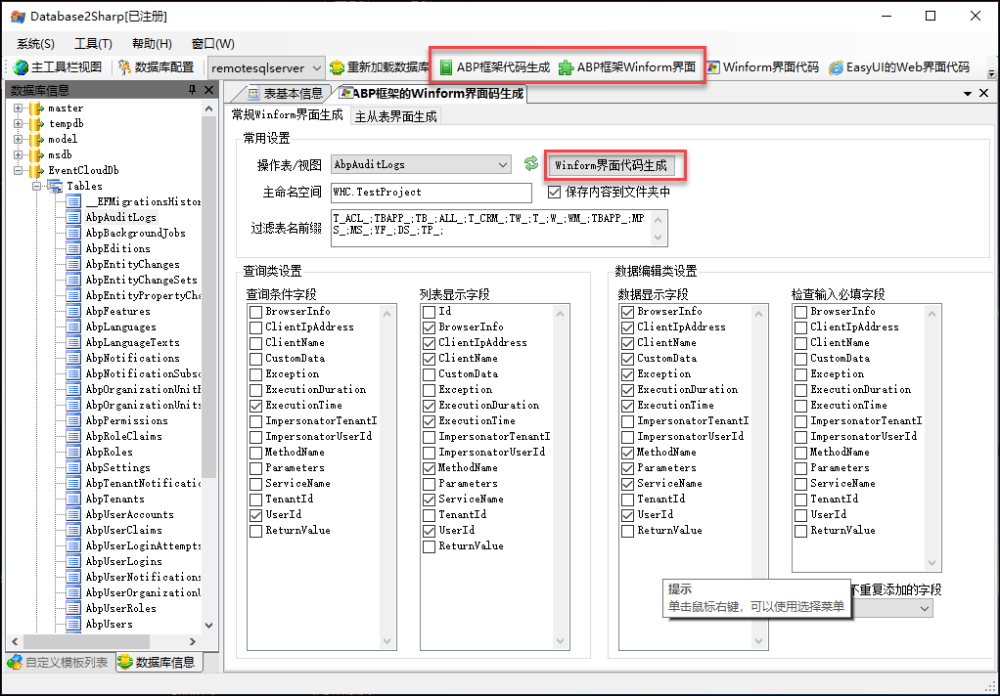 Database2Sharp[已注册]
系统(S) 工具(T) 帮助(H) 窗口(W)
主工具栏视图 数据库配置 remotesqlserver 重新加载数据库 ABP框架代码生成 ABP框架Winform界面 Winform界面代码 EasyUI的Web界面代码
数据库信息
master
tempdb
model
msdb
EventCloudDb
Tables
__EFMigrationsHistor
AbpAuditLogs
AbpBackgroundJobs
AbpEditions
AbpEntityChanges
AbpEntityChangeSets
AbpEntityPropertyCha
AbpFeatures
AbpLanguages
AbpLanguageTexts
AbpNotifications
AbpNotificationSubsc
AbpOrganizationUnitR
AbpOrganizationUnits
AbpPermissions
AbpRoleClaims
AbpRoles
AbpSettings
AbpTenantNotificatio
AbpTenants
AbpUserAccounts
AbpUserClaims
AbpUserLoginAttempts
AbpUserLogins
AbpUserNotifications
AbpUserOrganizationU
AbpUserRoles
AbpUsers
自定义模板列表 数据库信息
表基本信息 ABP框架的Winform界面码生成
常规Winform界面生成 主从表界面生成
常用设置
操作表/视图 AbpAuditLogs Winform界面代码生成
主命名空间 WHC.TestProject 保存内容到文件夹中
过滤表名前缀 T_ACL_;TBAPP_;TB_;ALL_;T_CRM_;TW_;T_;W_;WM_;TBAPP_;MP
S_;MS_;YF_;DS_;TP_;
查询类设置
查询条件字段
BrowserInfo
ClientIpAddress
ClientName
CustomData
Exception
ExecutionDuration
ExecutionTime
ImpersonatorTenantI
ImpersonatorUserId
MethodName
Parameters
ServiceName
TenantId
UserId
ReturnValue
列表显示字段
Id
BrowserInfo
ClientIpAddress
ClientName
CustomData
Exception
ExecutionDuration
ExecutionTime
ImpersonatorTenantI
ImpersonatorUserId
MethodName
Parameters
ServiceName
TenantId
UserId
ReturnValue
数据编辑类设置
数据显示字段
BrowserInfo
ClientIpAddress
ClientName
CustomData
Exception
ExecutionDuration
ExecutionTime
ImpersonatorTenantI
ImpersonatorUserId
MethodName
Parameters
ServiceName
TenantId
UserId
ReturnValue
检查输入必填字段
BrowserInfo
ClientIpAddress
ClientName
CustomData
Exception
ExecutionDuration
ExecutionTime
ImpersonatorTenantI
ImpersonatorUserId
MethodName
Parameters
ServiceName
TenantId
UserId
ReturnValue
不重复添加的字段
提示
单击鼠标右键，可以使用选择菜单